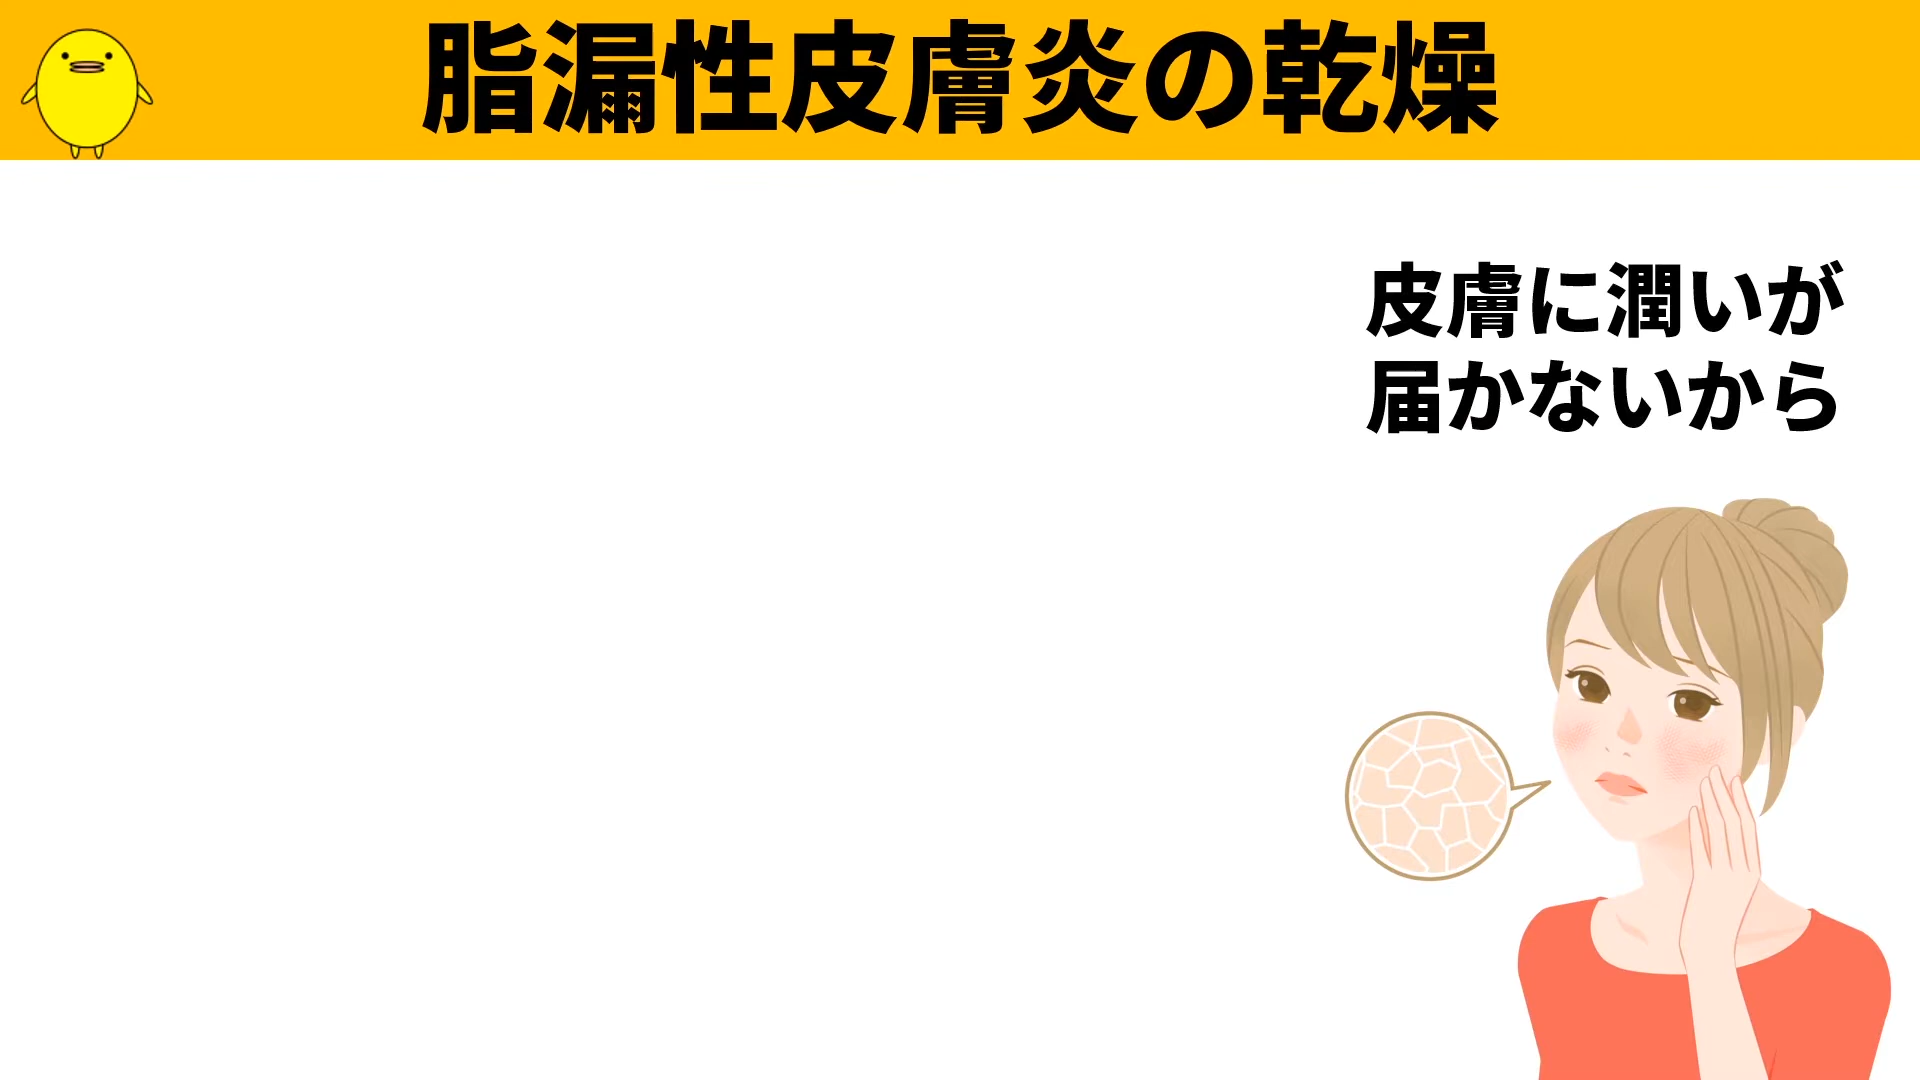 脂漏性皮膚炎の乾燥
皮膚に潤いが
届かないから